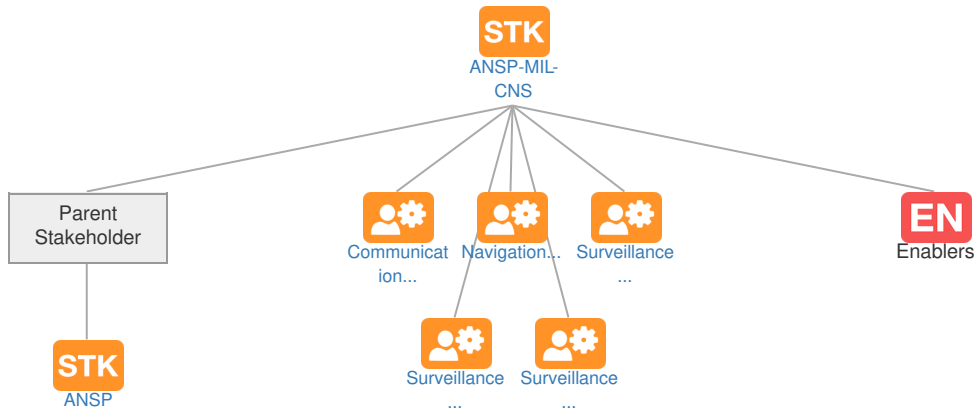 STK
ANSP-MIL-
CNS
Parent
Stakeholder
Communicat
ion...
Navigation...
Surveillance
...
EN
Enablers
STK
ANSP
Surveillance
...
Surveillance
...